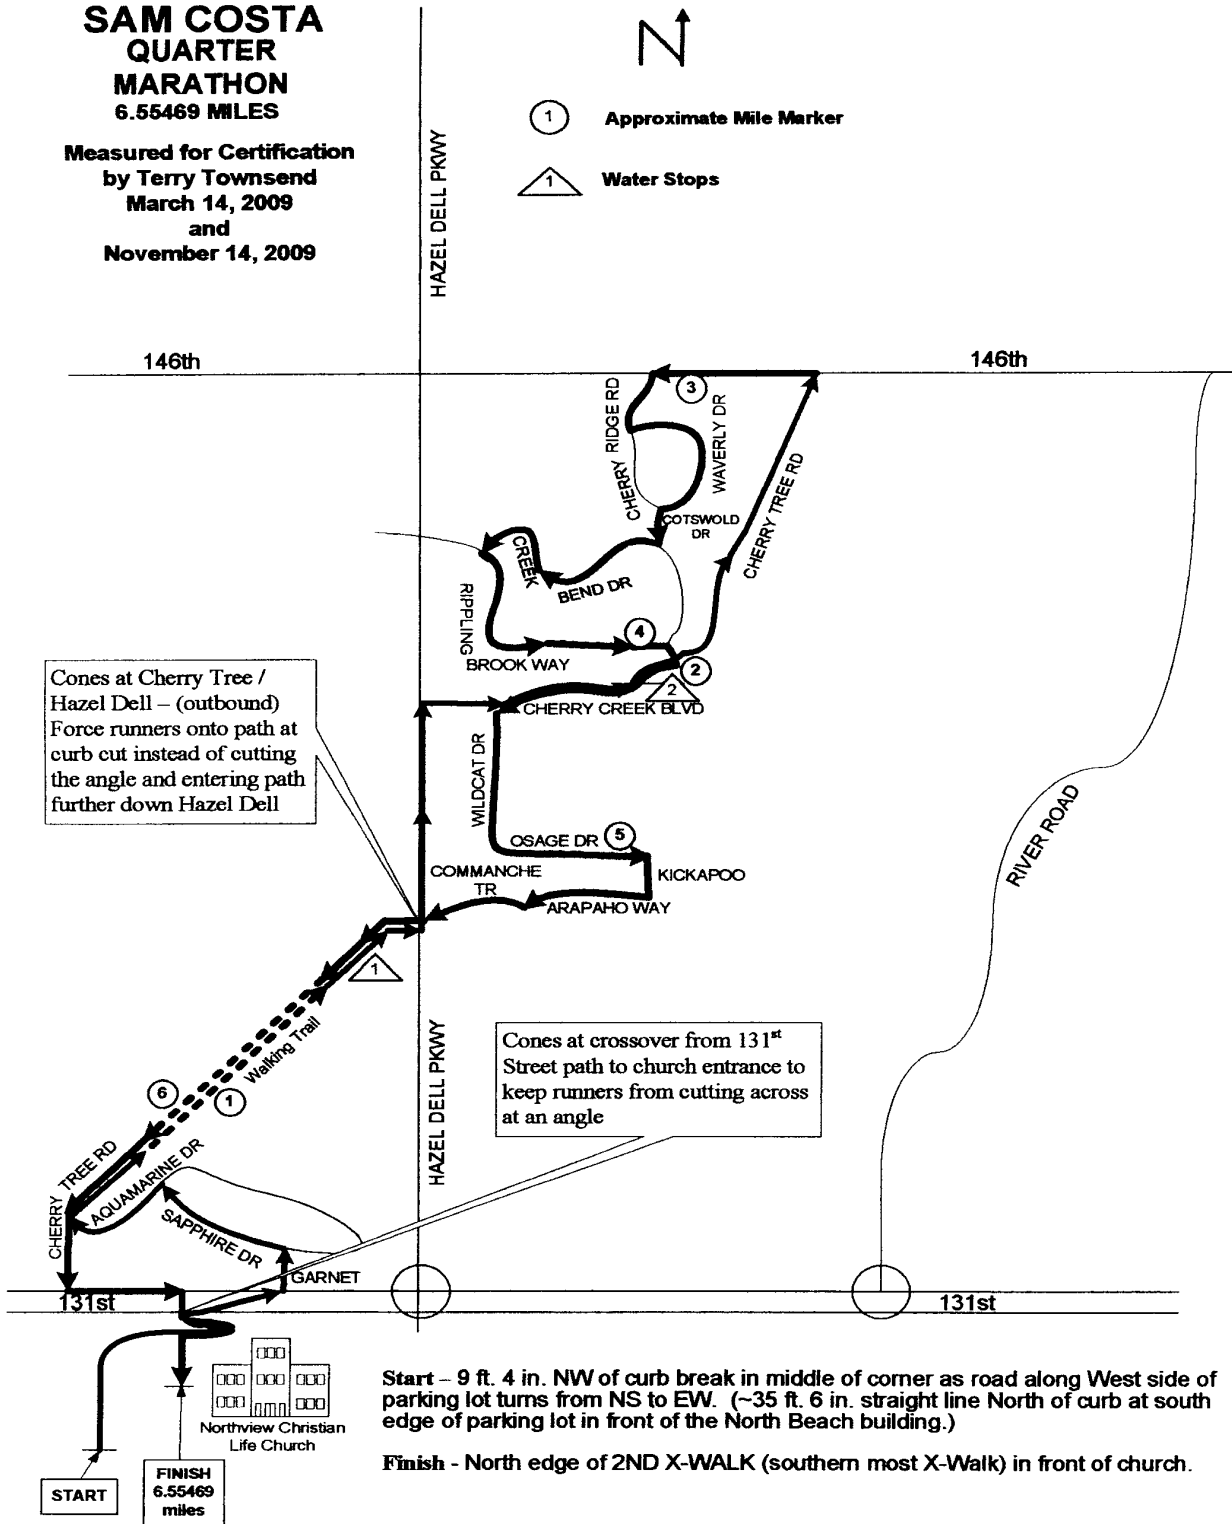 SAM COSTA
QUARTER
MARATHON
6.55469 MILES
Measured for Certification
by Terry Townsend
March 14, 2009
and
November 14, 2009
N
1 Approximate Mile Marker
1 Water Stops
HAZEL DELL PKWY
146th
146th
3
CHERRY RIDGE RD
WAVERLY DR
COTSWOLD
DR
CHERRY TREE RD
CREEK
BEND DR
RIPPLING
BROOK WAY
4
2
2
CHERRY CREEK BLVD
Cones at Cherry Tree /
Hazel Dell – (outbound)
Force runners onto path at
curb cut instead of cutting
the angle and entering path
further down Hazel Dell
WILDCAT DR
OSAGE DR
5
COMMANCHE
TR
KICKAPOO
ARAPAHO WAY
RIVER ROAD
1
Walking Trail
HAZEL DELL PKWY
Cones at crossover from 131st
Street path to church entrance to
keep runners from cutting across
at an angle
6
1
CHERRY TREE RD
AQUAMARINE DR
SAPPHIRE DR
GARNET
131st
131st
Northview Christian
Life Church
START
FINISH
6.55469
miles
Start – 9 ft. 4 in. NW of curb break in middle of corner as road along West side of
parking lot turns from NS to EW. (~35 ft. 6 in. straight line North of curb at south
edge of parking lot in front of the North Beach building.)
Finish - North edge of 2ND X-WALK (southern most X-Walk) in front of church.